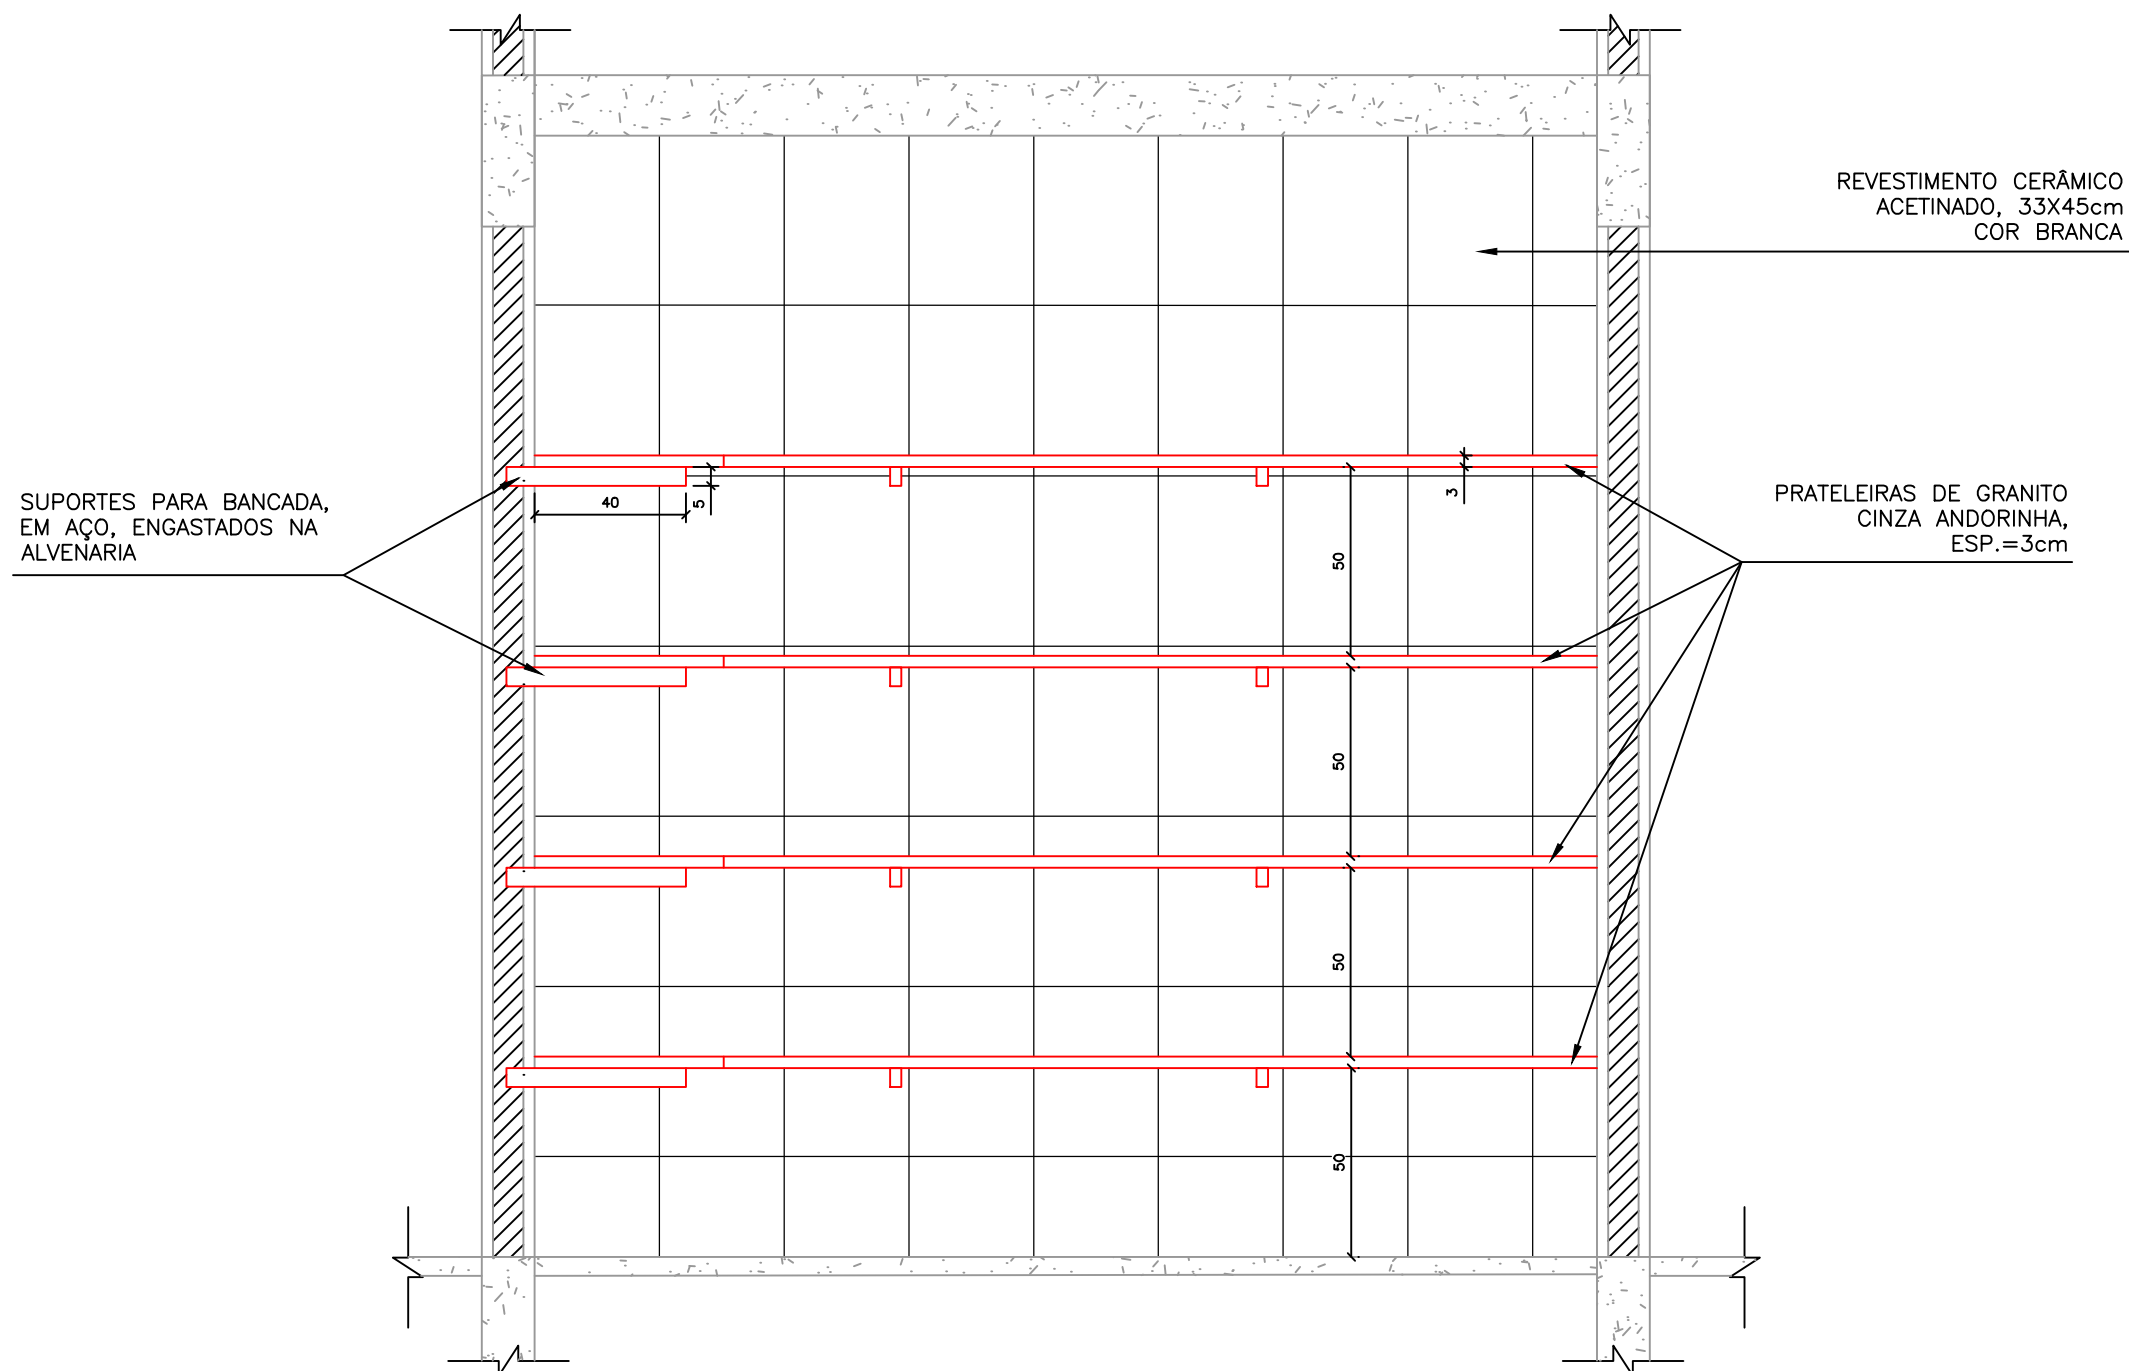 REVESTIMENTO CERÂMICO
ACETINADO, 33X45cm
COR BRANCA
SUPORTES PARA BANCADA,
EM AÇO, ENGASTADOS NA
ALVENARIA
PRATELEIRAS DE GRANITO
CINZA ANDORINHA,
ESP.=3cm
40
5
3
50
50
50
50